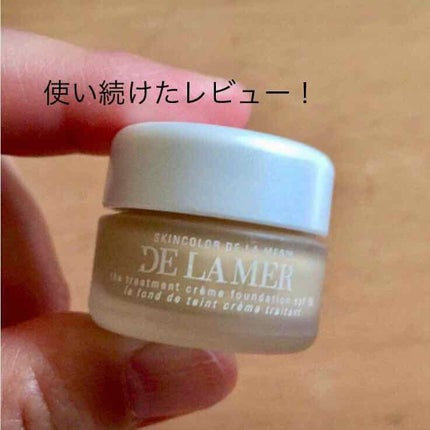 使い続けたレビュー！
SKINCOLOR DE LA MER
DE LA MER
the treatment crème foundation spf
le fond de teint crème traitant